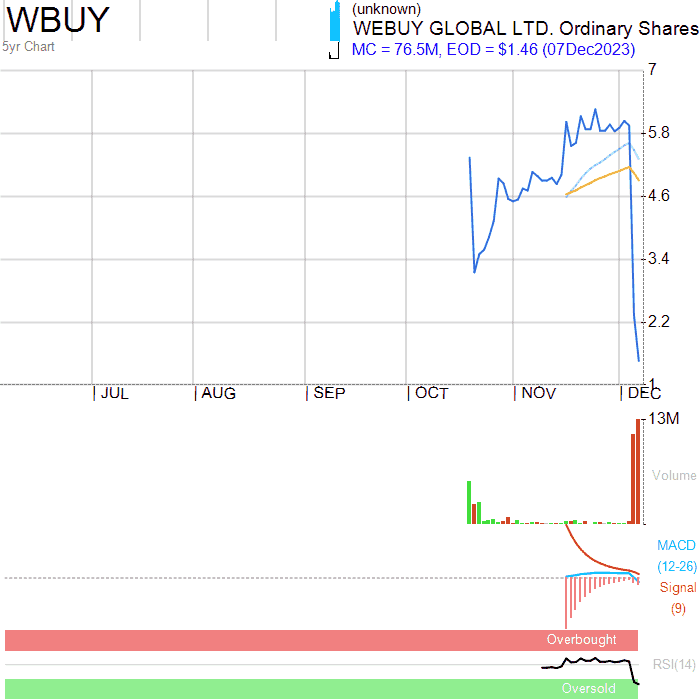 WBUY
(unknown)
WEBUY GLOBAL LTD. Ordinary Shares
5yr Chart
MC = 76.5M, EOD = $1.46 (07Dec2023)
7
5.8
4.6
3.4
2.2
1
JUL AUG SEP OCT NOV DEC
13M
Volume
MACD
(12-26)
Signal
(9)
Overbought
RSI(14)
Oversold